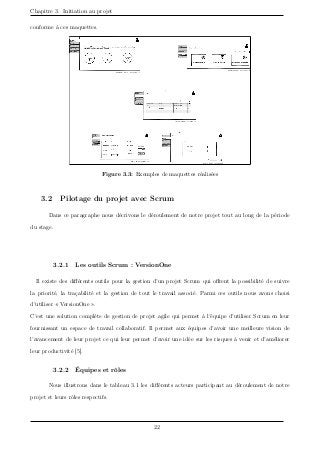 Chapitre 3. Initiation au projet
conforme à ces maquettes.
Figure 3.3: Exemples de maquettes réalisées
3.2 Pilotage du projet avec Scrum
Dans ce paragraphe nous décrivons le déroulement de notre projet tout au long de la période
du stage.
3.2.1 Les outils Scrum : VersionOne
Il existe des différents outils pour la gestion d'un projet Scrum qui offrent la possibilité de suivre
la priorité, la traçabilité et la gestion de tout le travail associé. Parmi ces outils nous avons choisi
d'utiliser « VersionOne ».
C'est une solution complète de gestion de projet agile qui permet à l'équipe d'utiliser Scrum en leur
fournissant un espace de travail collaboratif. Il permet aux équipes d'avoir une meilleure vision de
l'avancement de leur projet ce qui leur permet d'avoir une idée sur les risques à venir et d'améliorer
leur productivité [5].
3.2.2 Équipes et rôles
Nous illustrons dans le tableau 3.1 les différents acteurs participant au déroulement de notre
projet et leurs rôles respectifs.
22